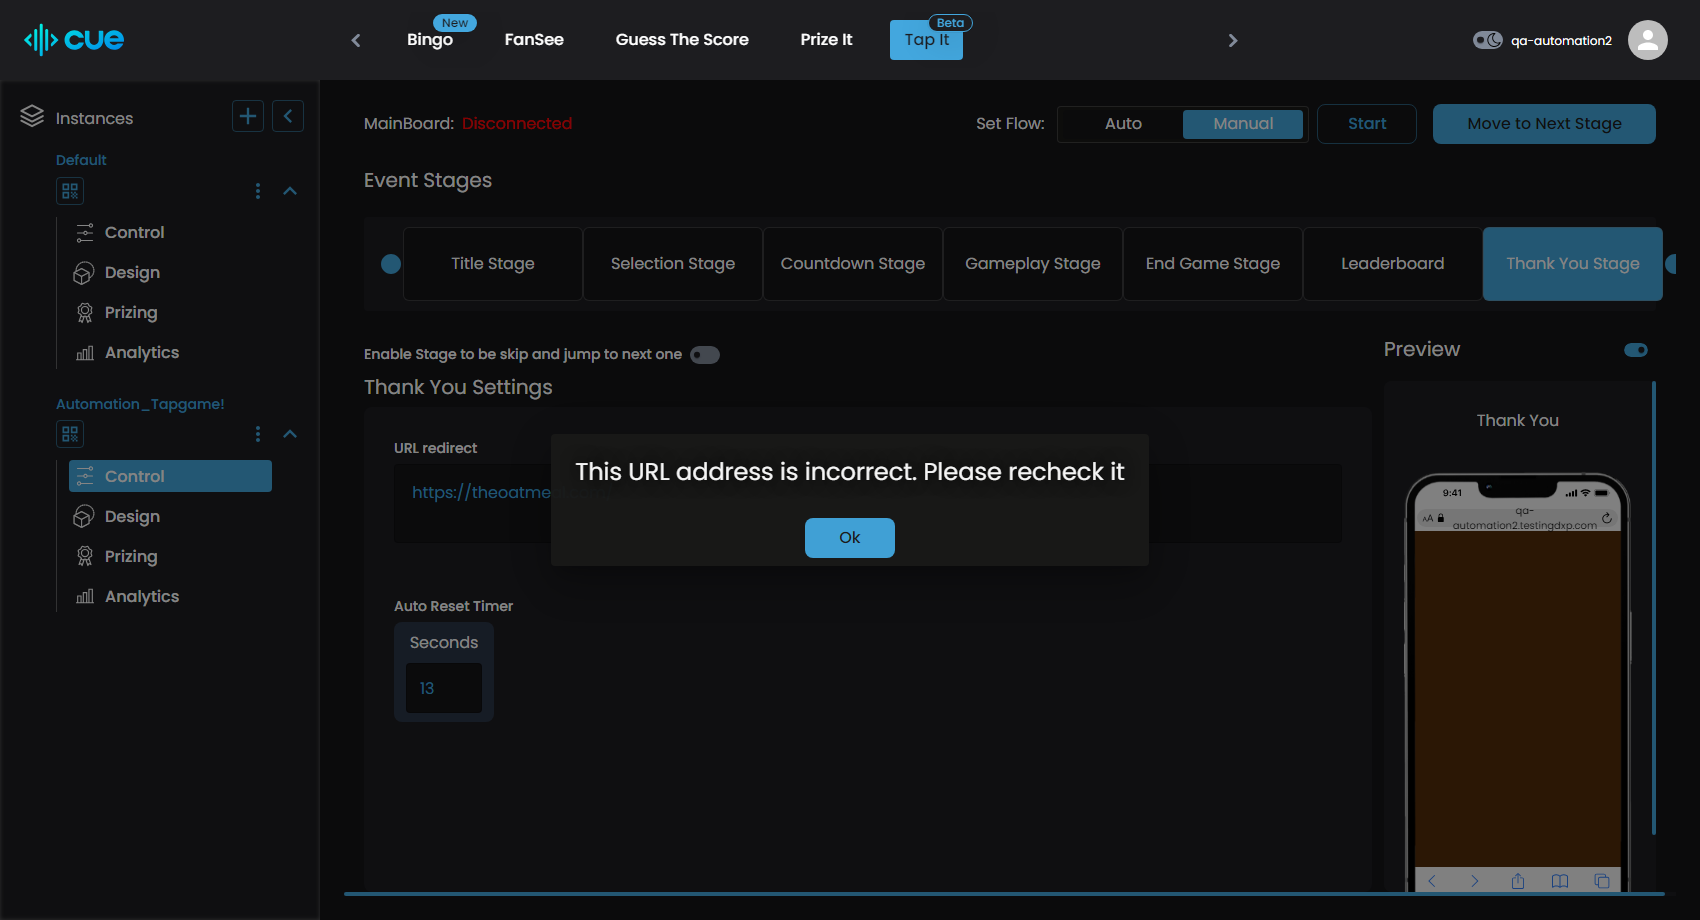 cue
New
Bingo
FanSee
Guess The Score
Prize It
Beta
Tap It
qa-automation2
Instances
Default
Control
Design
Prizing
Analytics
Automation_Tapgame!
Control
Design
Prizing
Analytics
MainBoard: Disconnected
Set Flow:
Auto
Manual
Start
Move to Next Stage
Event Stages
Title Stage
Selection Stage
Countdown Stage
Gameplay Stage
End Game Stage
Leaderboard
Thank You Stage
Enable Stage to be skip and jump to next one
Thank You Settings
URL redirect
https://theoatme
This URL address is incorrect. Please recheck it
Ok
Auto Reset Timer
Seconds
13
Preview
Thank You
9:41
AA
qa-
automation2.testingdxp.com